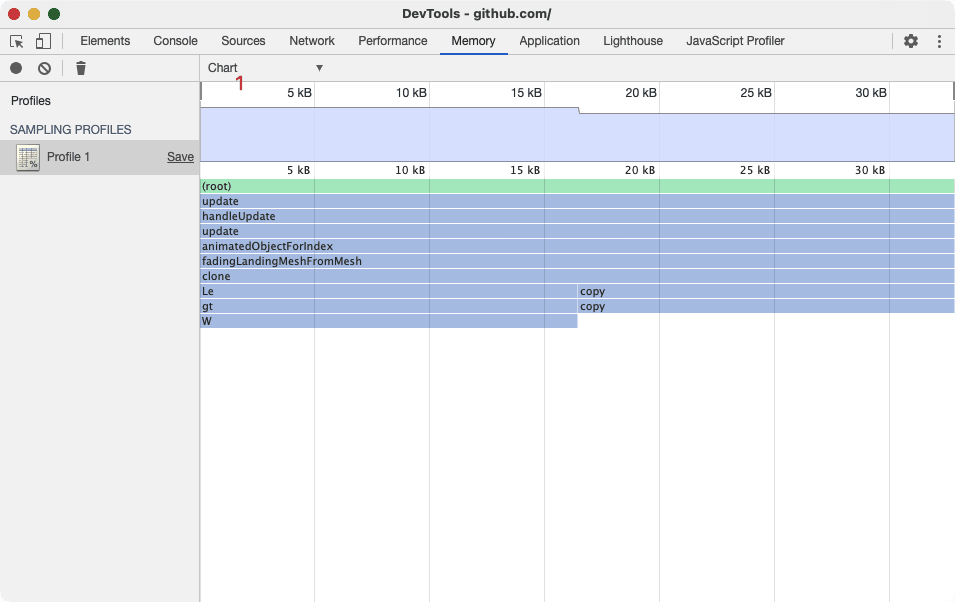 DevTools - github.com/
Elements Console Sources Network Performance Memory Application Lighthouse JavaScript Profiler
Chart ▼
1
Profiles
SAMPLING PROFILES
Profile 1 Save
%
5 kB 10 kB 15 kB 20 kB 25 kB 30 kB
5 kB 10 kB 15 kB 20 kB 25 kB 30 kB
(root)
update
handleUpdate
update
animatedObjectForIndex
fadingLandingMeshFromMesh
clone
Le copy
gt copy
W